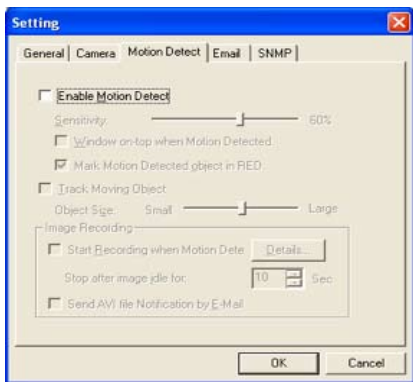 Setting
General Camera Motion Detect Email SNMP
Enable Motion Detect
Sensitivity: 60%
Window on-top when Motion Detected.
Mark Motion Detected object in RED.
Track Moving Object
Object Size: Small Large
Image Recording
Start Recording when Motion Dete Details...
Stop after image idle for: 10 Sec
Send AVI file Notification by E-Mail
OK Cancel